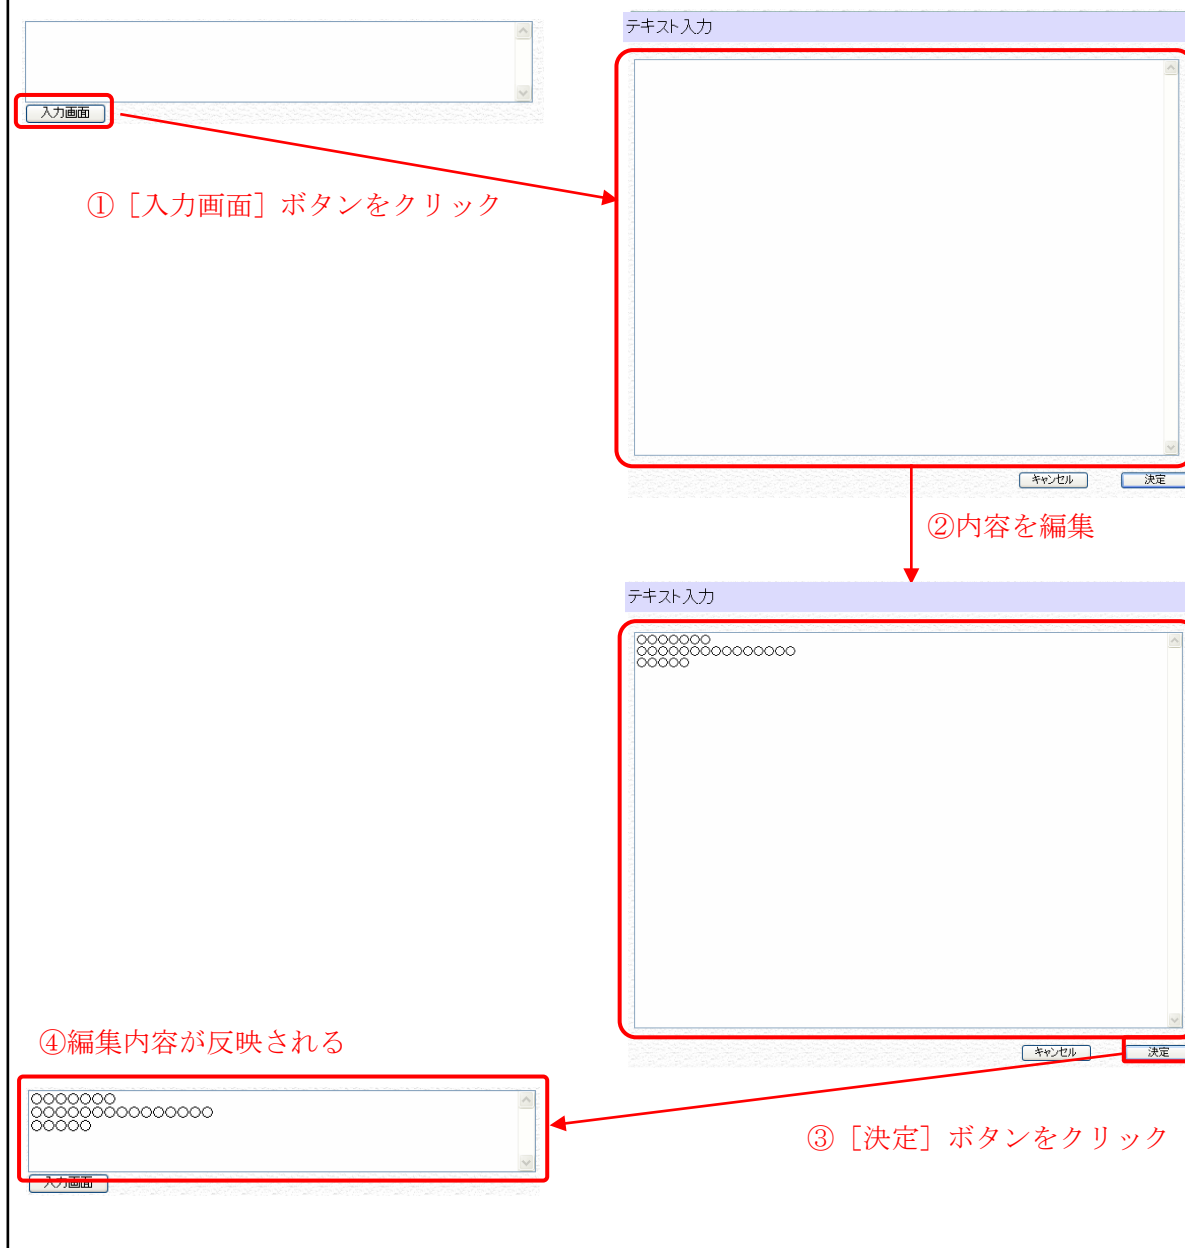 テキスト入力
入力画面
①［入力画面］ボタンをクリック
キャンセル 決定
②内容を編集
テキスト入力
○○○○○○○
○○○○○○○○○○○○○○○
○○○○○
④編集内容が反映される
キャンセル 決定
○○○○○○○
○○○○○○○○○○○○○○○
○○○○○
③［決定］ボタンをクリック
入力画面